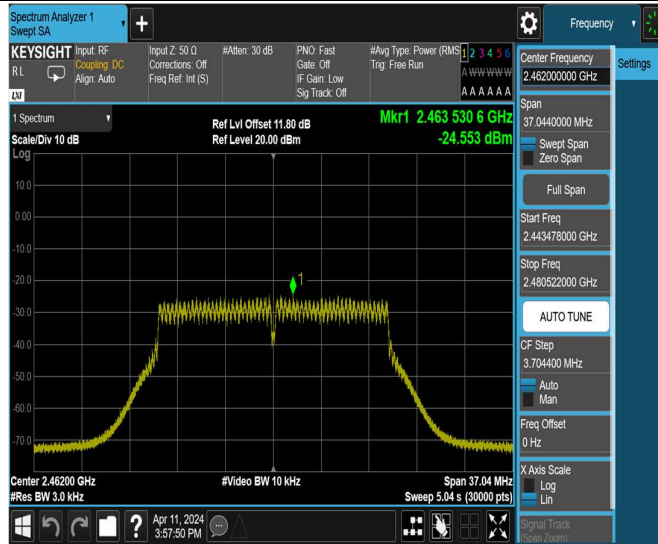 Spectrum Analyzer 1
Swept SA
Frequency
KEYSIGHT
RL
LXI
Input: RF
Coupling: DC
Align: Auto
Input Z: 50 Ω
Corrections: Off
Freq Ref: Int (S)
#Atten: 30 dB
PNO: Fast
Gate: Off
IF Gain: Low
Sig Track: Off
#Avg Type: Power (RMS
Trig: Free Run
1 2 3 4 5 6
A W W W W W
A A A A A A
1 Spectrum
Scale/Div 10 dB
Ref Lvl Offset 11.80 dB
Ref Level 20.00 dBm
Mkr1 2.463 530 6 GHz
-24.553 dBm
Log
10.0
0.00
-10.0
-20.0
-30.0
-40.0
-50.0
-60.0
-70.0
1
Center 2.46200 GHz
#Res BW 3.0 kHz
#Video BW 10 kHz
Span 37.04 MHz
Sweep 5.04 s (30000 pts)
Apr 11, 2024
3:57:50 PM
?
Center Frequency
2.462000000 GHz
Settings
Span
37.0440000 MHz
Swept Span
Zero Span
Full Span
Start Freq
2.443478000 GHz
Stop Freq
2.480522000 GHz
AUTO TUNE
CF Step
3.704400 MHz
Auto
Man
Freq Offset
0 Hz
X Axis Scale
Log
Lin
Signal Track
(Span Zoom)